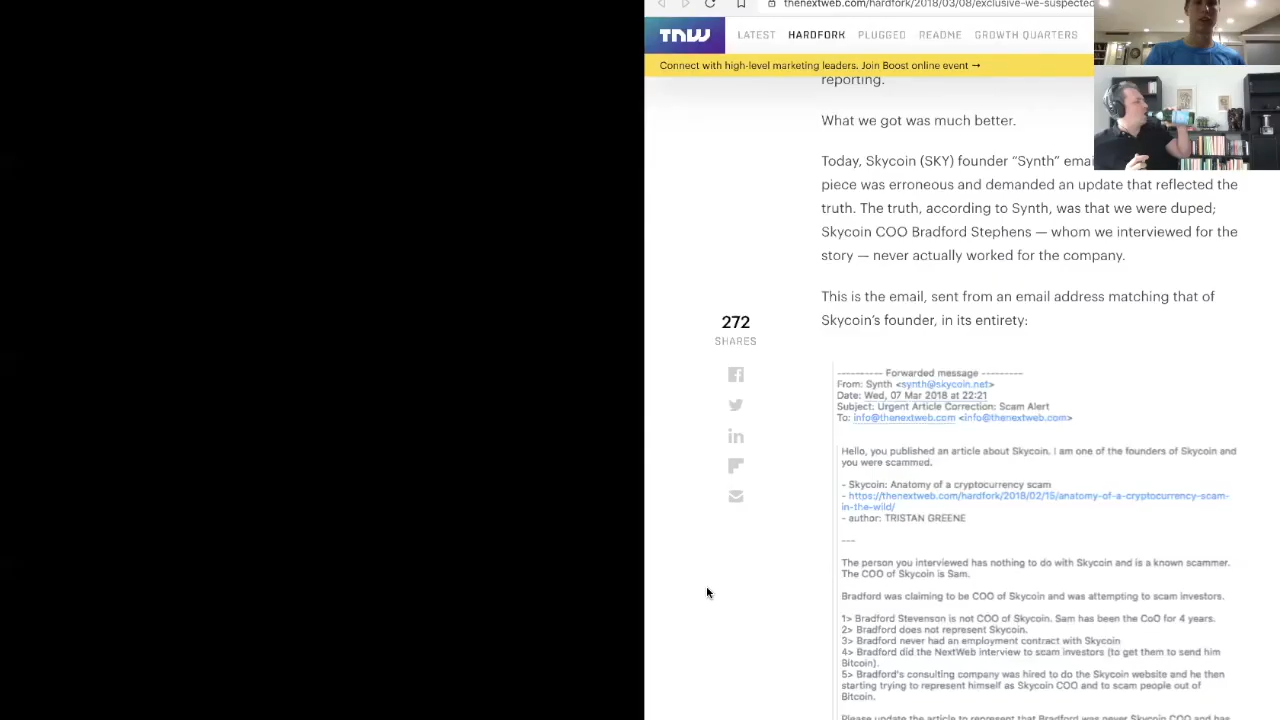 thenextweb.com/hardfork/2018/03/08/exclusive-we-suspected
TNW LATEST HARDFORK PLUGGED README GROWTH QUARTERS
Connect with high-level marketing leaders. Join Boost online event →
reporting.
What we got was much better.
Today, Skycoin (SKY) founder “Synth”
piece was erroneous and demanded an update that reflected the
truth. The truth, according to Synth, was that we were duped;
Skycoin COO Bradford Stephens — whom we interviewed for the
story — never actually worked for the company.
This is the email, sent from an email address matching that of
Skycoin’s founder, in its entirety:
272
SHARES
---------- Forwarded message ---------
From: Synth <synth@skycoin.net>
Date: Wed, 07 Mar 2018 at 22:21
Subject: Urgent Article Correction: Scam Alert
To: info@thenextweb.com <info@thenextweb.com>
Hello, you published an article about Skycoin. I am one of the founders of Skycoin and
you were scammed.
- Skycoin: Anatomy of a cryptocurrency scam
- https://thenextweb.com/hardfork/2018/02/15/anatomy-of-a-cryptocurrency-scam-
in-the-wild/
- author: TRISTAN GREENE
---
The person you interviewed has nothing to do with Skycoin and is a known scammer.
The COO of Skycoin is Sam.
Bradford was claiming to be COO of Skycoin and was attempting to scam investors.
1> Bradford Stevenson is not COO of Skycoin. Sam has been the CoO for 4 years.
2> Bradford does not represent Skycoin.
3> Bradford never had an employment contract with Skycoin
4> Bradford did the NextWeb interview to scam investors (to get them to send him
Bitcoin).
5> Bradford's consulting company was hired to do the Skycoin website and he then
starting trying to represent himself as Skycoin COO and to scam people out of
Bitcoin.
Please update the article to represent that Bradford was never Skycoin COO and has